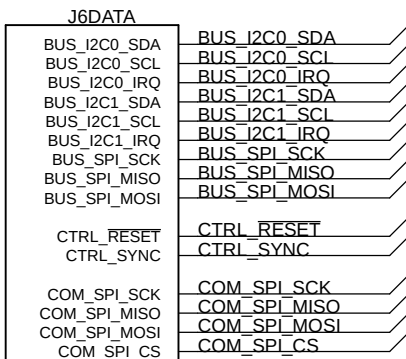 J6DATA
BUS_I2C0_SDA BUS_I2C0_SDA
BUS_I2C0_SCL BUS_I2C0_SCL
BUS_I2C0_IRQ BUS_I2C0_IRQ
BUS_I2C1_SDA BUS_I2C1_SDA
BUS_I2C1_SCL BUS_I2C1_SCL
BUS_I2C1_IRQ BUS_I2C1_IRQ
BUS_SPI_SCK BUS_SPI_SCK
BUS_SPI_MISO BUS_SPI_MISO
BUS_SPI_MOSI BUS_SPI_MOSI
CTRL_RESET CTRL_RESET
CTRL_SYNC CTRL_SYNC
COM_SPI_SCK COM_SPI_SCK
COM_SPI_MISO COM_SPI_MISO
COM_SPI_MOSI COM_SPI_MOSI
COM_SPI_CS COM_SPI_CS